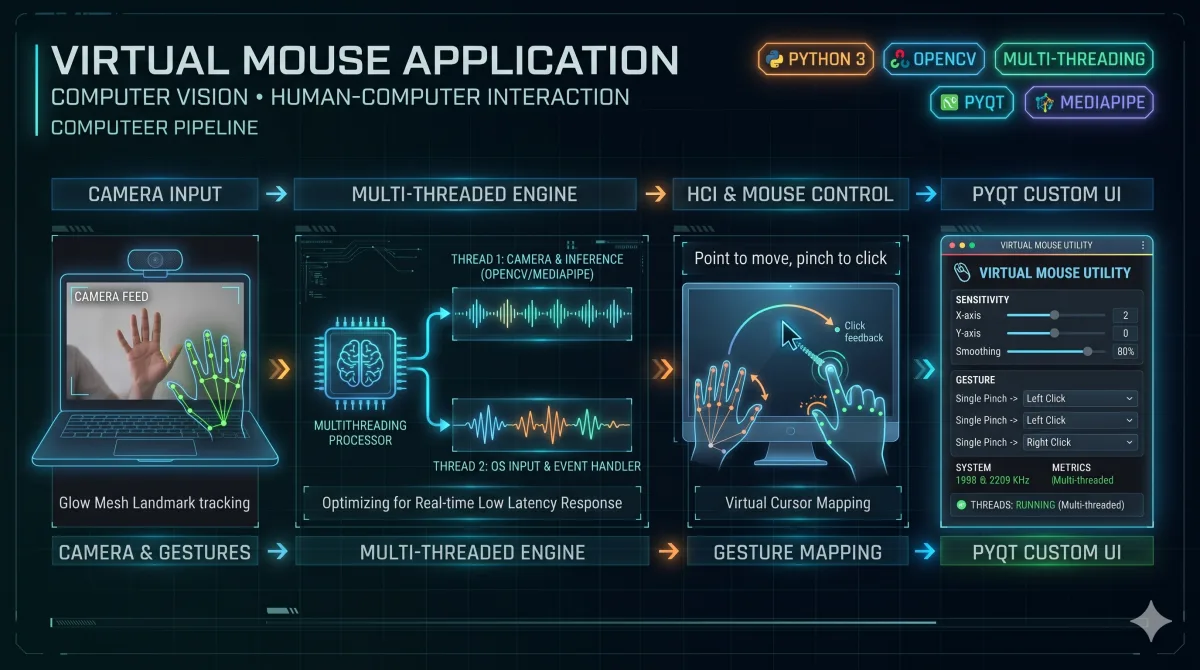 VIRTUAL MOUSE APPLICATION
COMPUTER VISION • HUMAN-COMPUTER INTERACTION
COMPUTEER PIPELINE
PYTHON 3
OPENCV
MULTI-THREADING
PYQT
MEDIAPIPE
CAMERA INPUT
MULTI-THREADED ENGINE
HCI & MOUSE CONTROL
PYQT CUSTOM UI
CAMERA FEED
Glow Mesh Landmark tracking
THREAD 1: CAMERA & INFERENCE
(OPENCV/MEDIAPIPE)
MULTITHREADING
PROCESSOR
THREAD 2: OS INPUT & EVENT HANDLER
Optimizing for Real-time Low Latency Response
Point to move, pinch to click
Click
feedback
Virtual Cursor Mapping
VIRTUAL MOUSE UTILITY
VIRTUAL MOUSE UTILITY
SENSITIVITY
X-axis 2
Y-axis 0
Smoothing 80%
GESTURE
Single Pinch -> Left Click
Single Pinch -> Left Click
Single Pinch -> Right Click
SYSTEM METRICS
1998 & 2209 KHz (Multi-threaded
THREADS: RUNNING (Multi-threaded)
CAMERA & GESTURES
MULTI-THREADED ENGINE
GESTURE MAPPING
PYQT CUSTOM UI